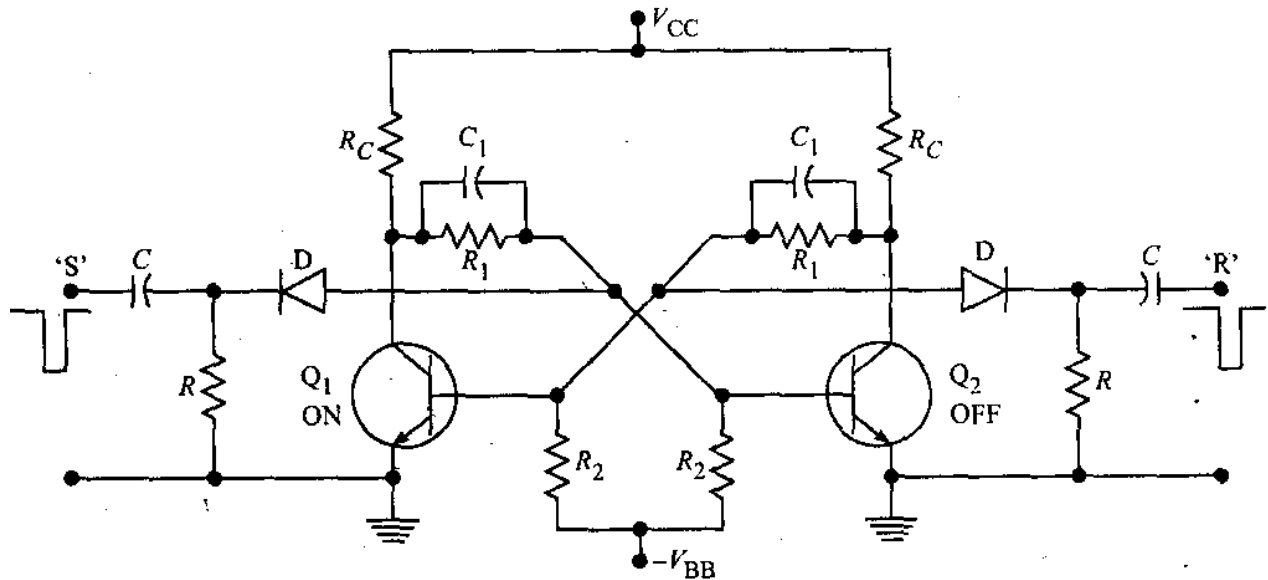 V_CC
R_C
R_C
C_1
C_1
'S'
C
D
R_1
R_1
D
C
'R'
R
Q_1
ON
Q_2
OFF
R
R_2
R_2
–V_BB